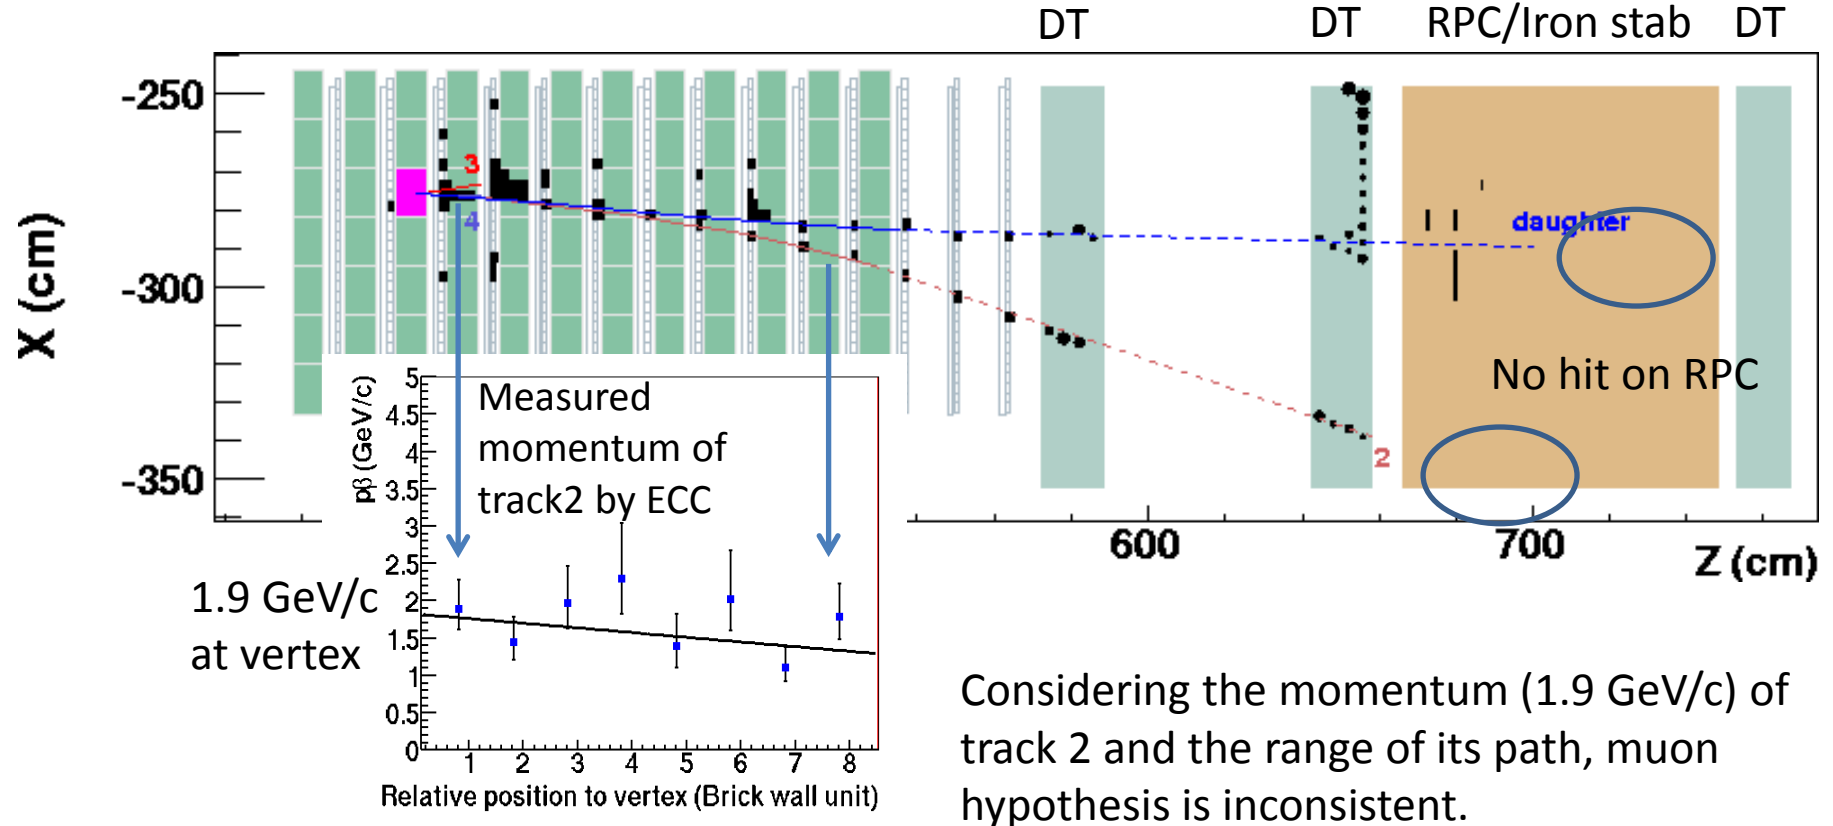 DT DT RPC/Iron stab DT
-250
-300
-350
X (cm)
3
4
daughter
No hit on RPC
2
600 700
Z (cm)
Measured
momentum of
track2 by ECC
pβ (GeV/c)
5
4.5
4
3.5
3
2.5
2
1.5
1
0.5
0
1 2 3 4 5 6 7 8
Relative position to vertex (Brick wall unit)
1.9 GeV/c
at vertex
Considering the momentum (1.9 GeV/c) of
track 2 and the range of its path, muon
hypothesis is inconsistent.